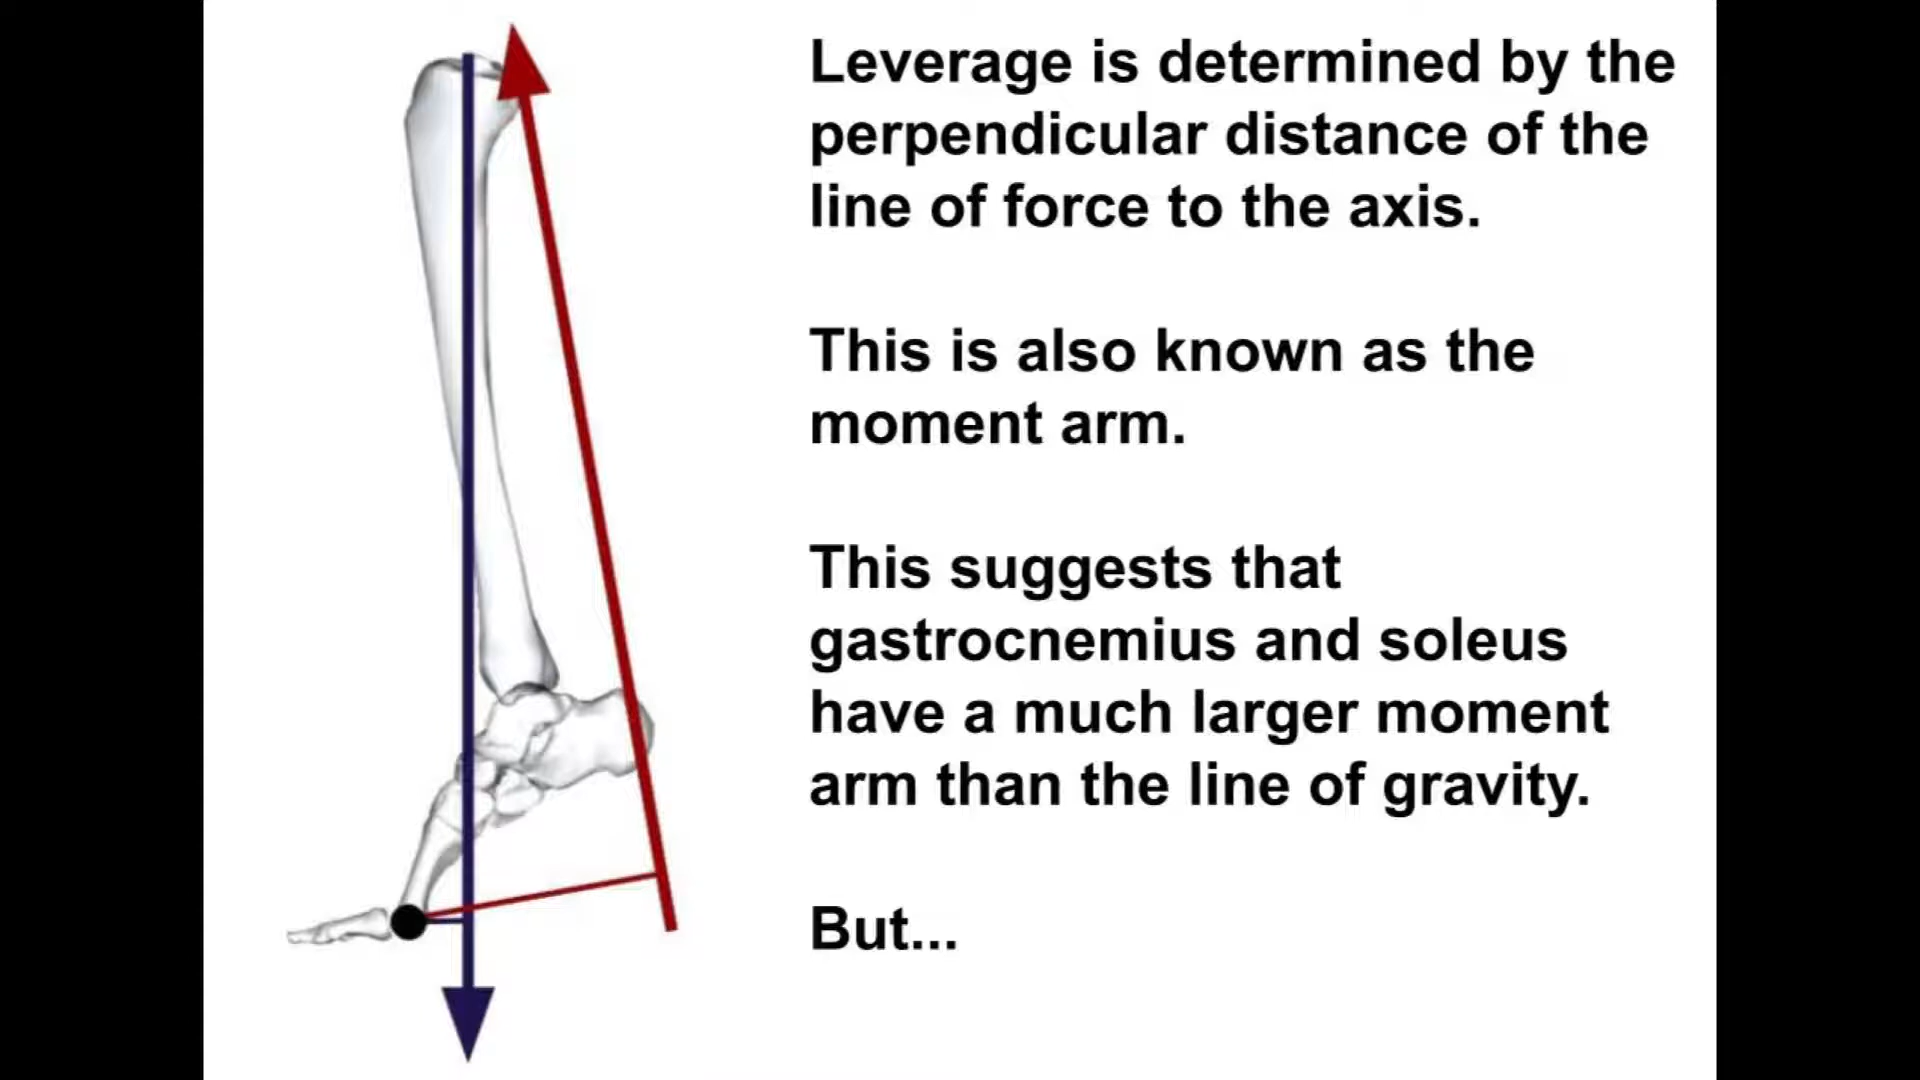 Leverage is determined by the
perpendicular distance of the
line of force to the axis.
This is also known as the
moment arm.
This suggests that
gastrocnemius and soleus
have a much larger moment
arm than the line of gravity.
But...